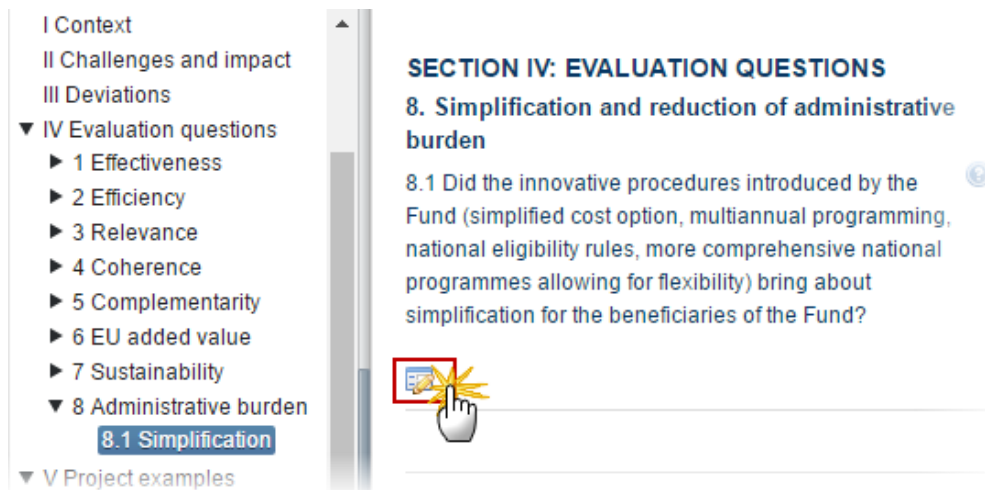 I Context
II Challenges and impact
III Deviations
▼ IV Evaluation questions
► 1 Effectiveness
► 2 Efficiency
► 3 Relevance
► 4 Coherence
► 5 Complementarity
► 6 EU added value
► 7 Sustainability
▼ 8 Administrative burden
8.1 Simplification
▼ V Project examples
SECTION IV: EVALUATION QUESTIONS
8. Simplification and reduction of administrative
burden
8.1 Did the innovative procedures introduced by the
Fund (simplified cost option, multiannual programming,
national eligibility rules, more comprehensive national
programmes allowing for flexibility) bring about
simplification for the beneficiaries of the Fund?